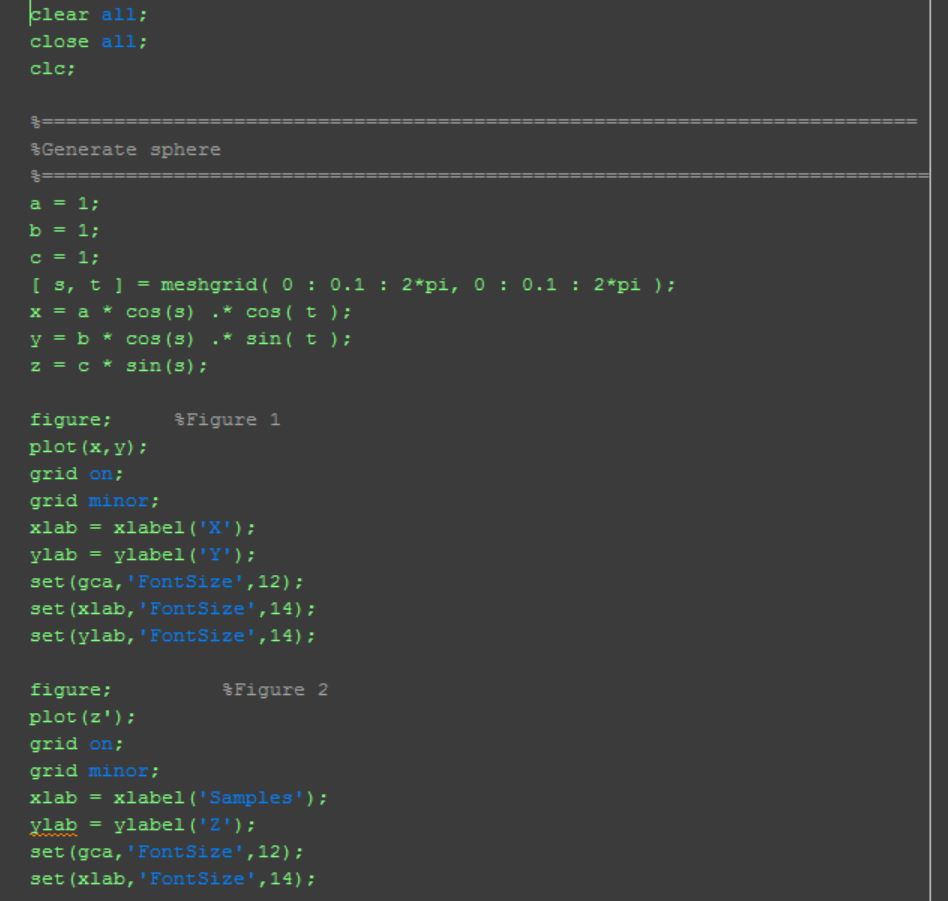 clear all;
close all;
clc;
%=========================================================================
%Generate sphere
%==========================================================================
a = 1;
b = 1;
c = 1;
[ s, t ] = meshgrid( 0 : 0.1 : 2*pi, 0 : 0.1 : 2*pi );
x = a * cos(s) .* cos( t );
y = b * cos(s) .* sin( t );
z = c * sin(s);
figure;     %Figure 1
plot(x,y);
grid on;
grid minor;
xlab = xlabel('X');
ylab = ylabel('Y');
set(gca,'FontSize',12);
set(xlab,'FontSize',14);
set(ylab,'FontSize',14);
figure;         %Figure 2
plot(z');
grid on;
grid minor;
xlab = xlabel('Samples');
ylab = ylabel('Z');
set(gca,'FontSize',12);
set(xlab,'FontSize',14);